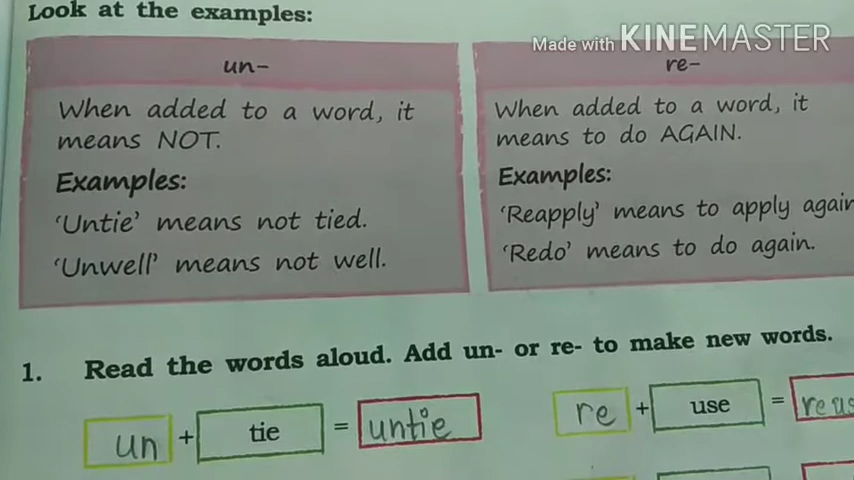 Look at the examples:
Made with KINEMASTER
un-
When added to a word, it
means NOT.
Examples:
'Untie' means not tied.
'Unwell' means not well.
re-
When added to a word, it
means to do AGAIN.
Examples:
'Reapply' means to apply again
'Redo' means to do again.
1. Read the words aloud. Add un- or re- to make new words.
un + tie = untie
re + use = reus